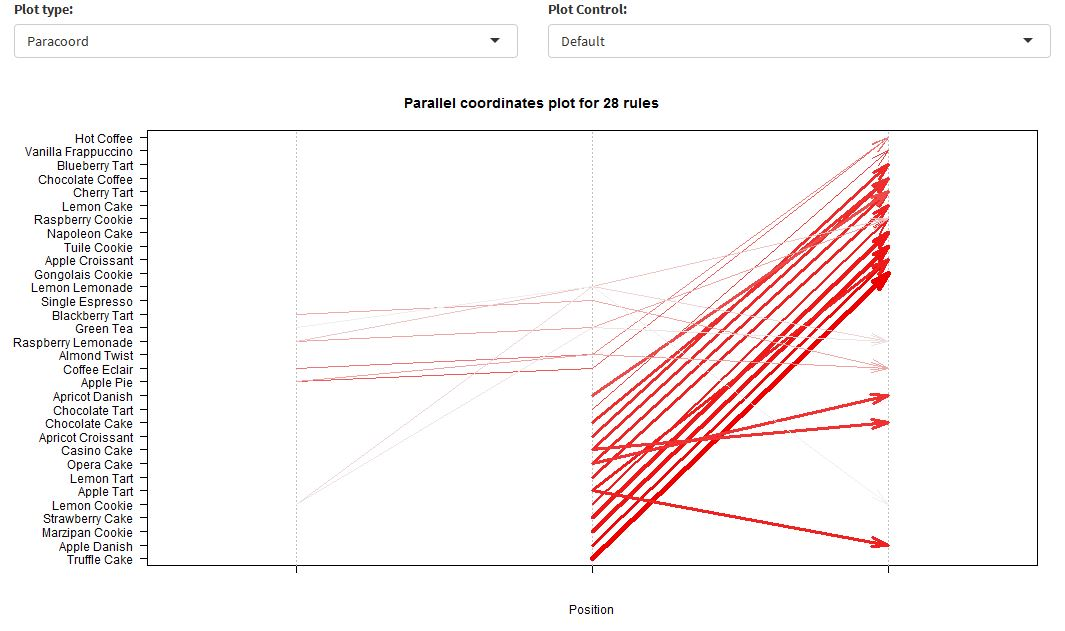 Plot type:
Plot Control:
Paracoord
Default
Parallel coordinates plot for 28 rules
Hot Coffee
Vanilla Frappuccino
Blueberry Tart
Chocolate Coffee
Cherry Tart
Lemon Cake
Raspberry Cookie
Napoleon Cake
Tuile Cookie
Apple Croissant
Gongolais Cookie
Lemon Lemonade
Single Espresso
Blackberry Tart
Green Tea
Raspberry Lemonade
Almond Twist
Coffee Eclair
Apple Pie
Apricot Danish
Chocolate Tart
Chocolate Cake
Apricot Croissant
Casino Cake
Opera Cake
Lemon Tart
Apple Tart
Lemon Cookie
Strawberry Cake
Marzipan Cookie
Apple Danish
Truffle Cake
Position